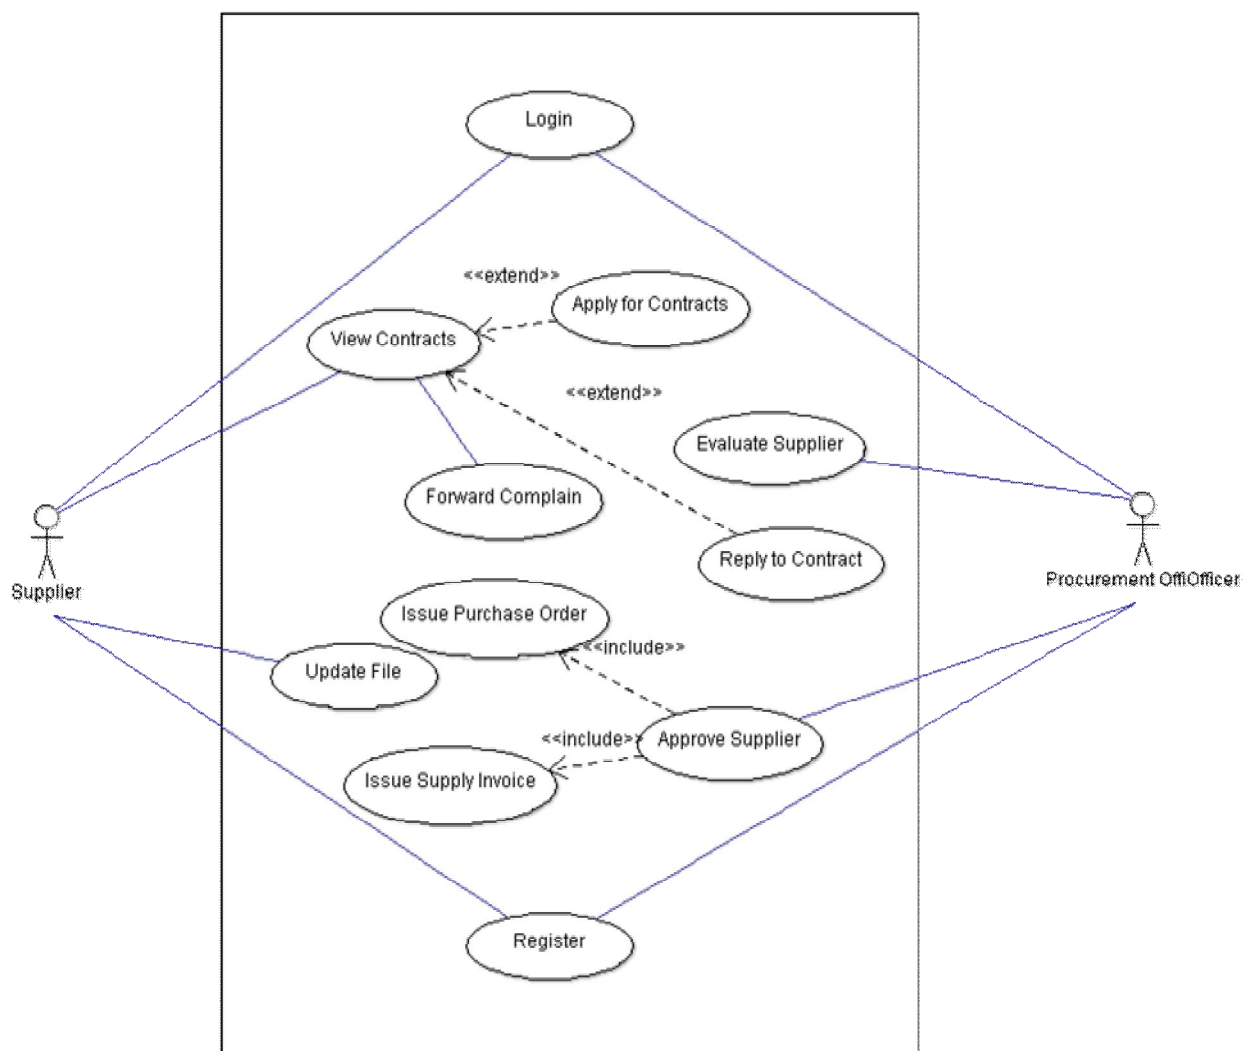 Login
<<extend>>
Apply for Contracts
View Contracts
<<extend>>
Evaluate Supplier
Forward Complain
Reply to Contract
Supplier
Procurement OffiOfficer
Issue Purchase Order
<<include>>
Update File
<<include>>
Approve Supplier
Issue Supply Invoice
Register